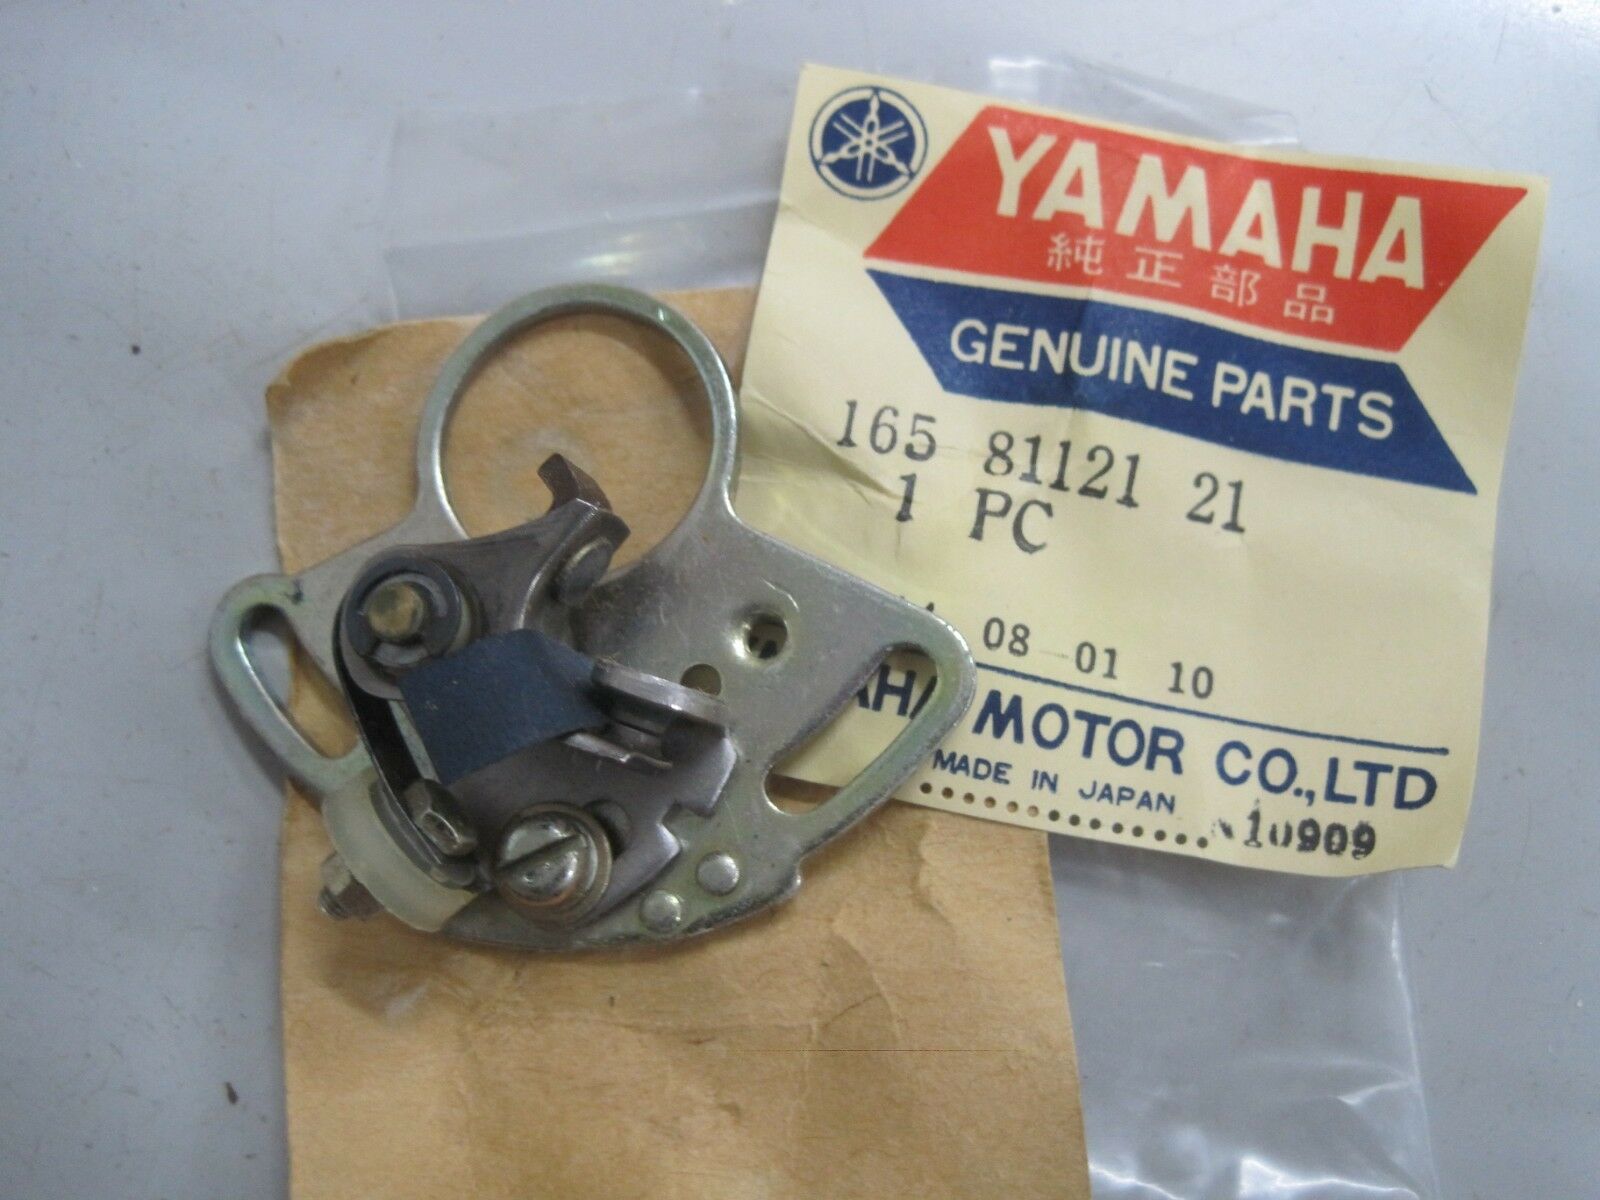 YAMAHA
純正部品
GENUINE PARTS
165 81121 21
1 PC
08 01 10
MOTOR CO., LTD
MADE IN JAPAN
10909